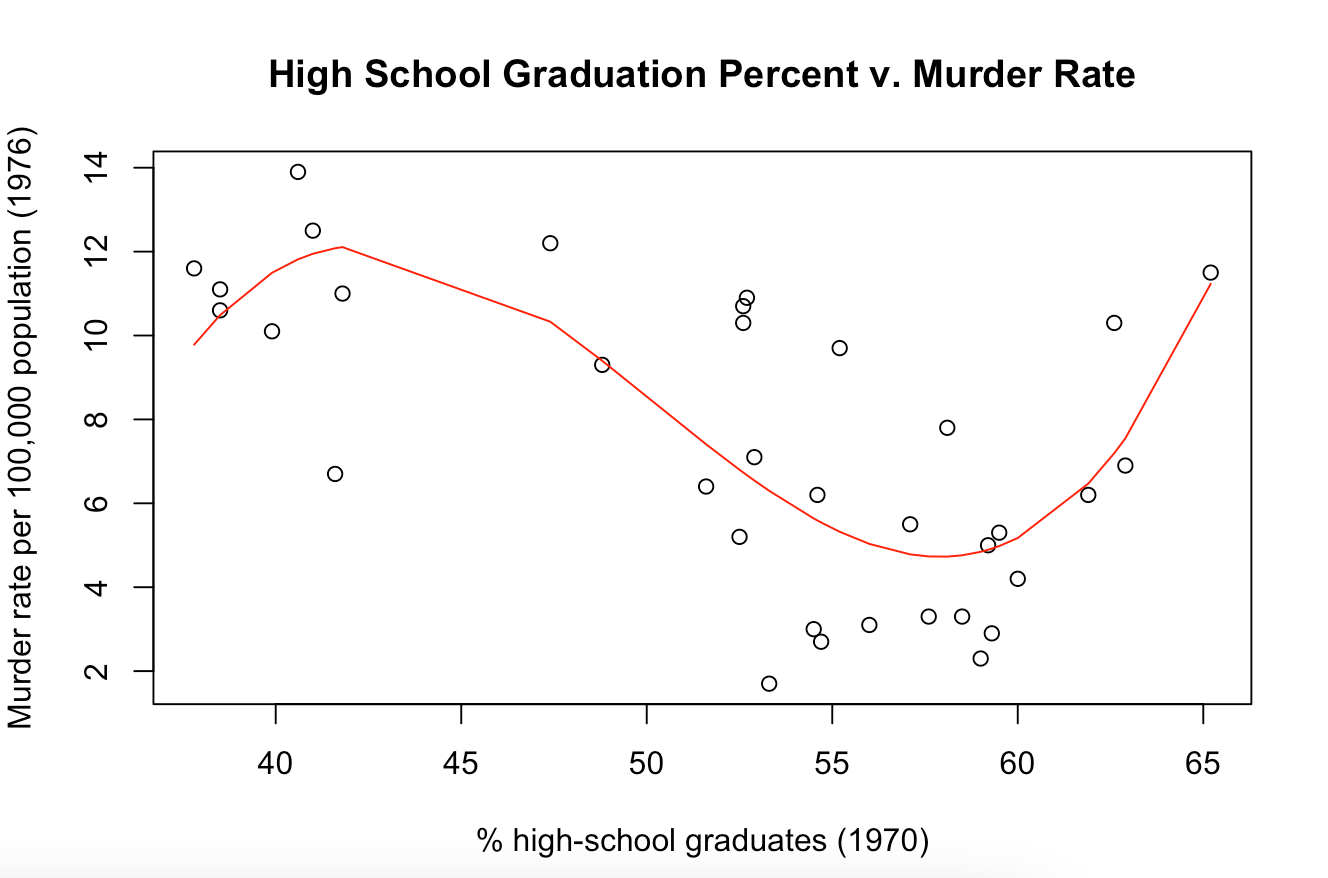 High School Graduation Percent v. Murder Rate
Murder rate per 100,000 population (1976)
14
12
10
8
6
4
2
40 45 50 55 60 65
% high-school graduates (1970)